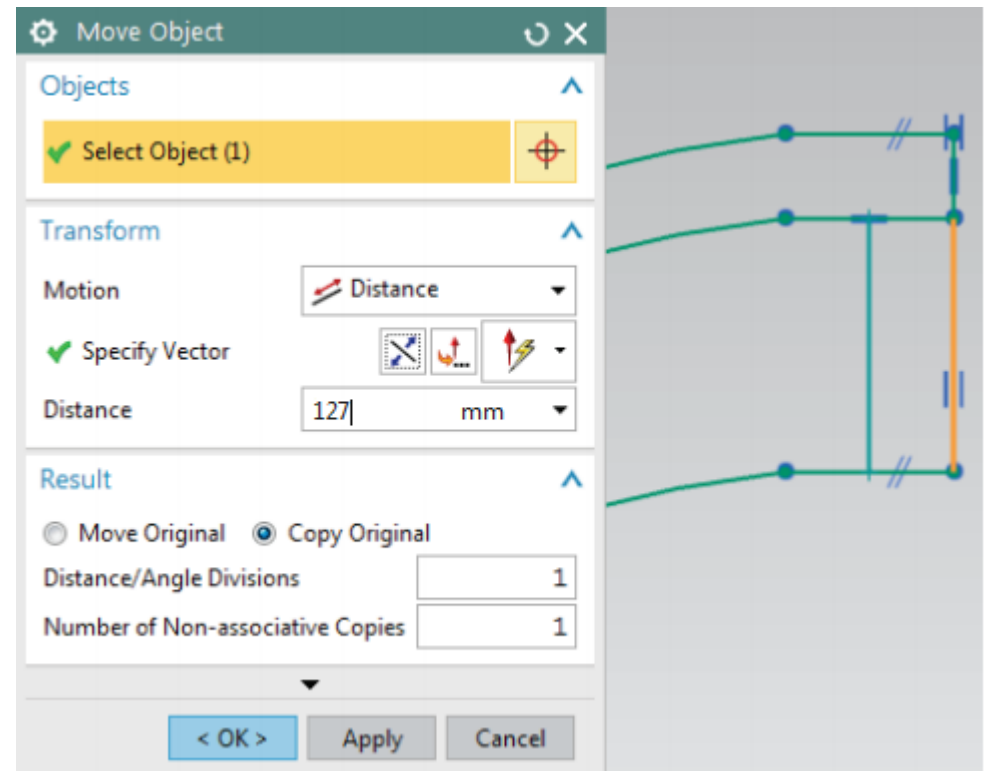 Move Object
Objects
Select Object (1)
Transform
Motion Distance
Specify Vector
Distance 127 mm
Result
Move Original Copy Original
Distance/Angle Divisions 1
Number of Non-associative Copies 1
< OK > Apply Cancel